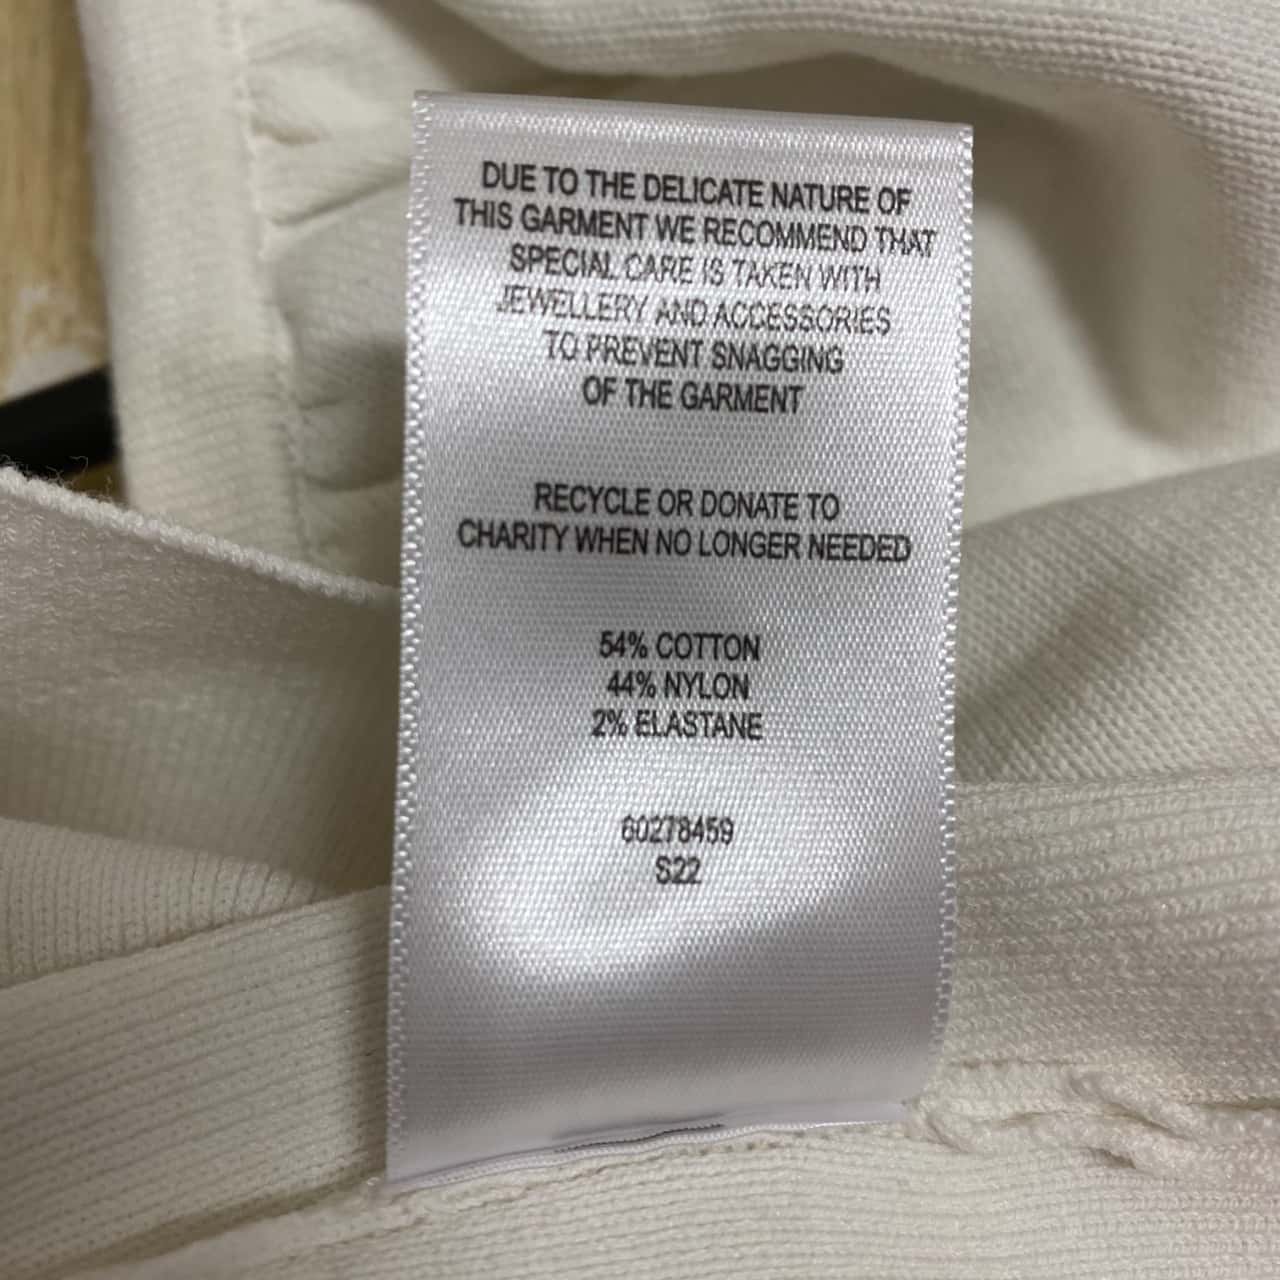 DUE TO THE DELICATE NATURE OF
THIS GARMENT WE RECOMMEND THAT
SPECIAL CARE IS TAKEN WITH
JEWELLERY AND ACCESSORIES
TO PREVENT SNAGGING
OF THE GARMENT
RECYCLE OR DONATE TO
CHARITY WHEN NO LONGER NEEDED
54% COTTON
44% NYLON
2% ELASTANE
60278459
S22